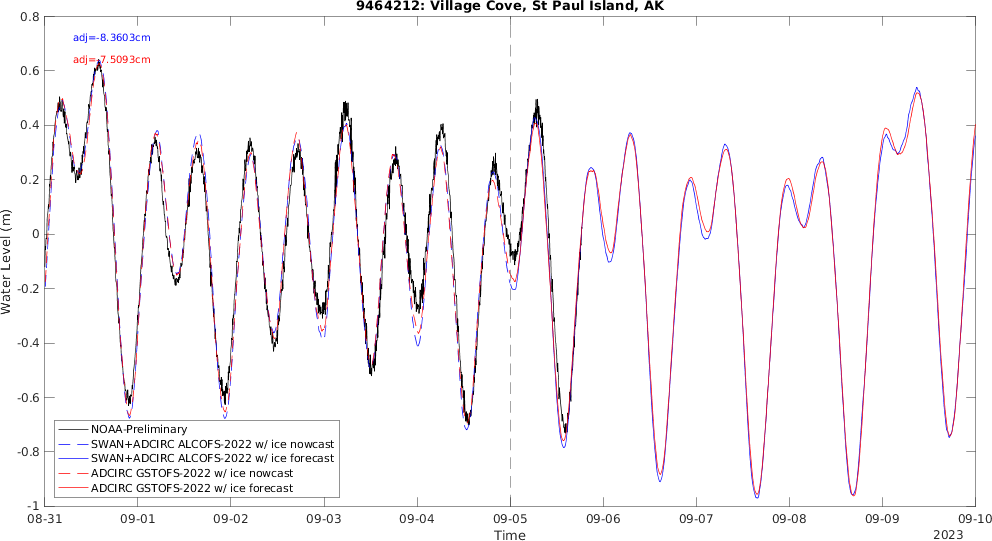 9464212: Village Cove, St Paul Island, AK
adj=-8.3603cm
adj=-7.5093cm
Water Level (m)
0.8
0.6
0.4
0.2
0
-0.2
-0.4
-0.6
-0.8
-1
NOAA-Preliminary
SWAN+ADCIRC ALCOFS-2022 w/ ice nowcast
SWAN+ADCIRC ALCOFS-2022 w/ ice forecast
ADCIRC GSTOFS-2022 w/ ice nowcast
ADCIRC GSTOFS-2022 w/ ice forecast
08-31 09-01 09-02 09-03 09-04 09-05 09-06 09-07 09-08 09-09 09-10
Time
2023